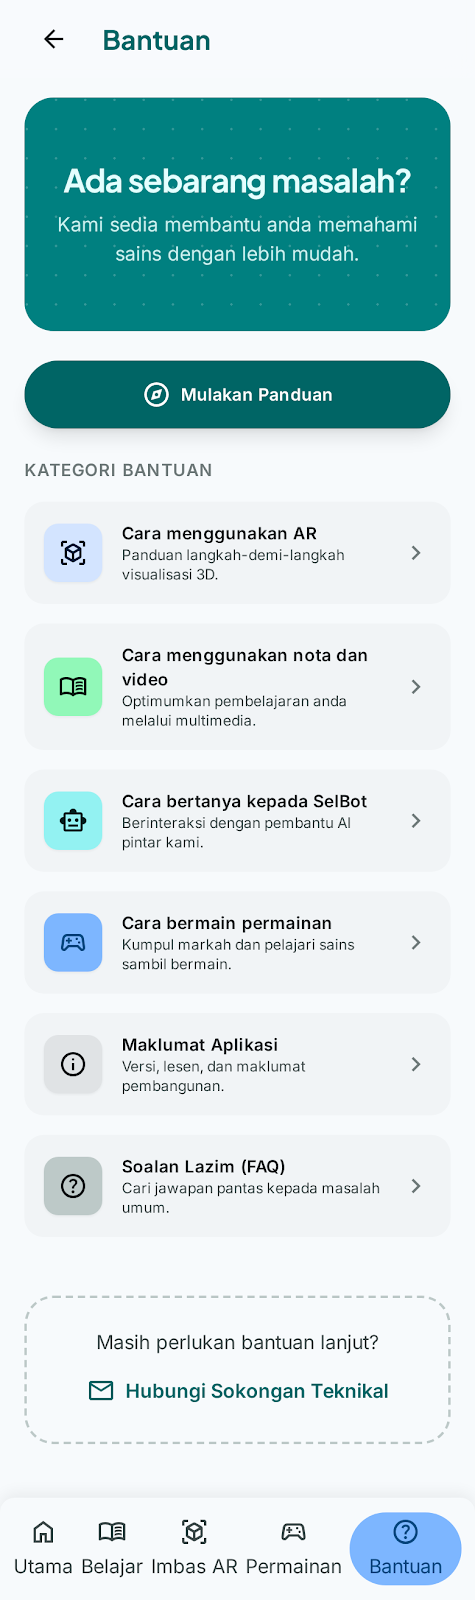 Bantuan
Ada sebarang masalah?
Kami sedia membantu anda memahami
sains dengan lebih mudah.
Mulakan Panduan
KATEGORI BANTUAN
Cara menggunakan AR
Panduan langkah-demi-langkah
visualisasi 3D.
Cara menggunakan nota dan
video
Optimumkan pembelajaran anda
melalui multimedia.
Cara bertanya kepada SelBot
Berinteraksi dengan pembantu AI
pintar kami.
Cara bermain permainan
Kumpul markah dan pelajari sains
sambil bermain.
Maklumat Aplikasi
Versi, lesen, dan maklumat
pembangunan.
Soalan Lazim (FAQ)
Cari jawapan pantas kepada masalah
umum.
Masih perlukan bantuan lanjut?
Hubungi Sokongan Teknikal
Utama Belajar Imbas AR Permainan Bantuan